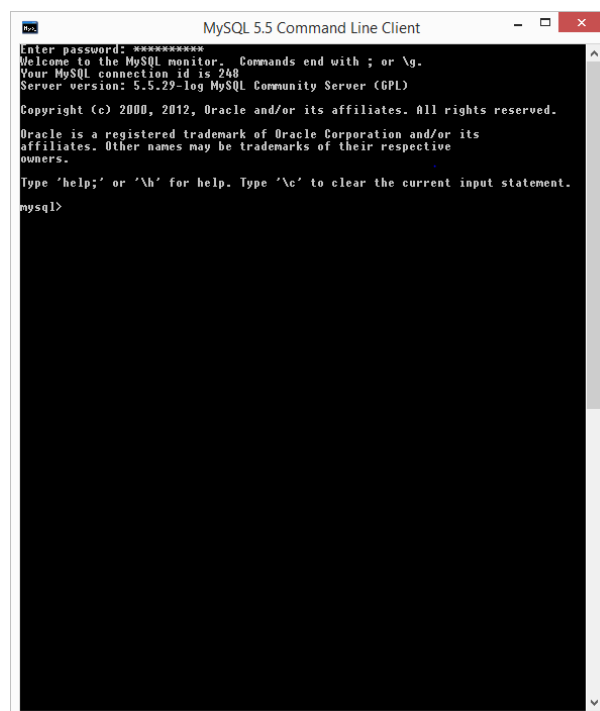 MySQL 5.5 Command Line Client
Enter password: **********
Welcome to the MySQL monitor.  Commands end with ; or \g.
Your MySQL connection id is 248
Server version: 5.5.29-log MySQL Community Server (GPL)
Copyright (c) 2000, 2012, Oracle and/or its affiliates. All rights reserved.
Oracle is a registered trademark of Oracle Corporation and/or its
affiliates. Other names may be trademarks of their respective
owners.
Type 'help;' or '\h' for help. Type '\c' to clear the current input statement.
mysql>